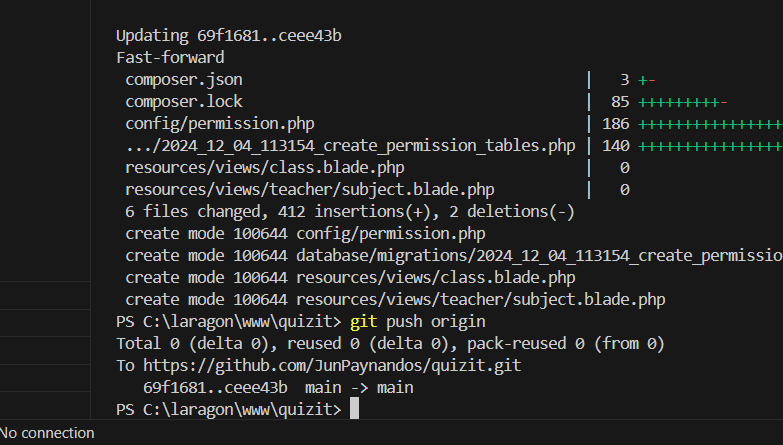 Updating 69f1681..ceee43b
Fast-forward
 composer.json                                      |   3 +-
 composer.lock                                      |  85 +++++++++-
 config/permission.php                              | 186 ++++++++++++++++
 .../2024_12_04_113154_create_permission_tables.php | 140 ++++++++++++++++
 resources/views/class.blade.php                    |   0
 resources/views/teacher/subject.blade.php          |   0
 6 files changed, 412 insertions(+), 2 deletions(-)
 create mode 100644 config/permission.php
 create mode 100644 database/migrations/2024_12_04_113154_create_permissio
 create mode 100644 resources/views/class.blade.php
 create mode 100644 resources/views/teacher/subject.blade.php
PS C:\laragon\www\quizit> git push origin
Total 0 (delta 0), reused 0 (delta 0), pack-reused 0 (from 0)
To https://github.com/JunPaynandos/quizit.git
   69f1681..ceee43b  main -> main
PS C:\laragon\www\quizit>
No connection